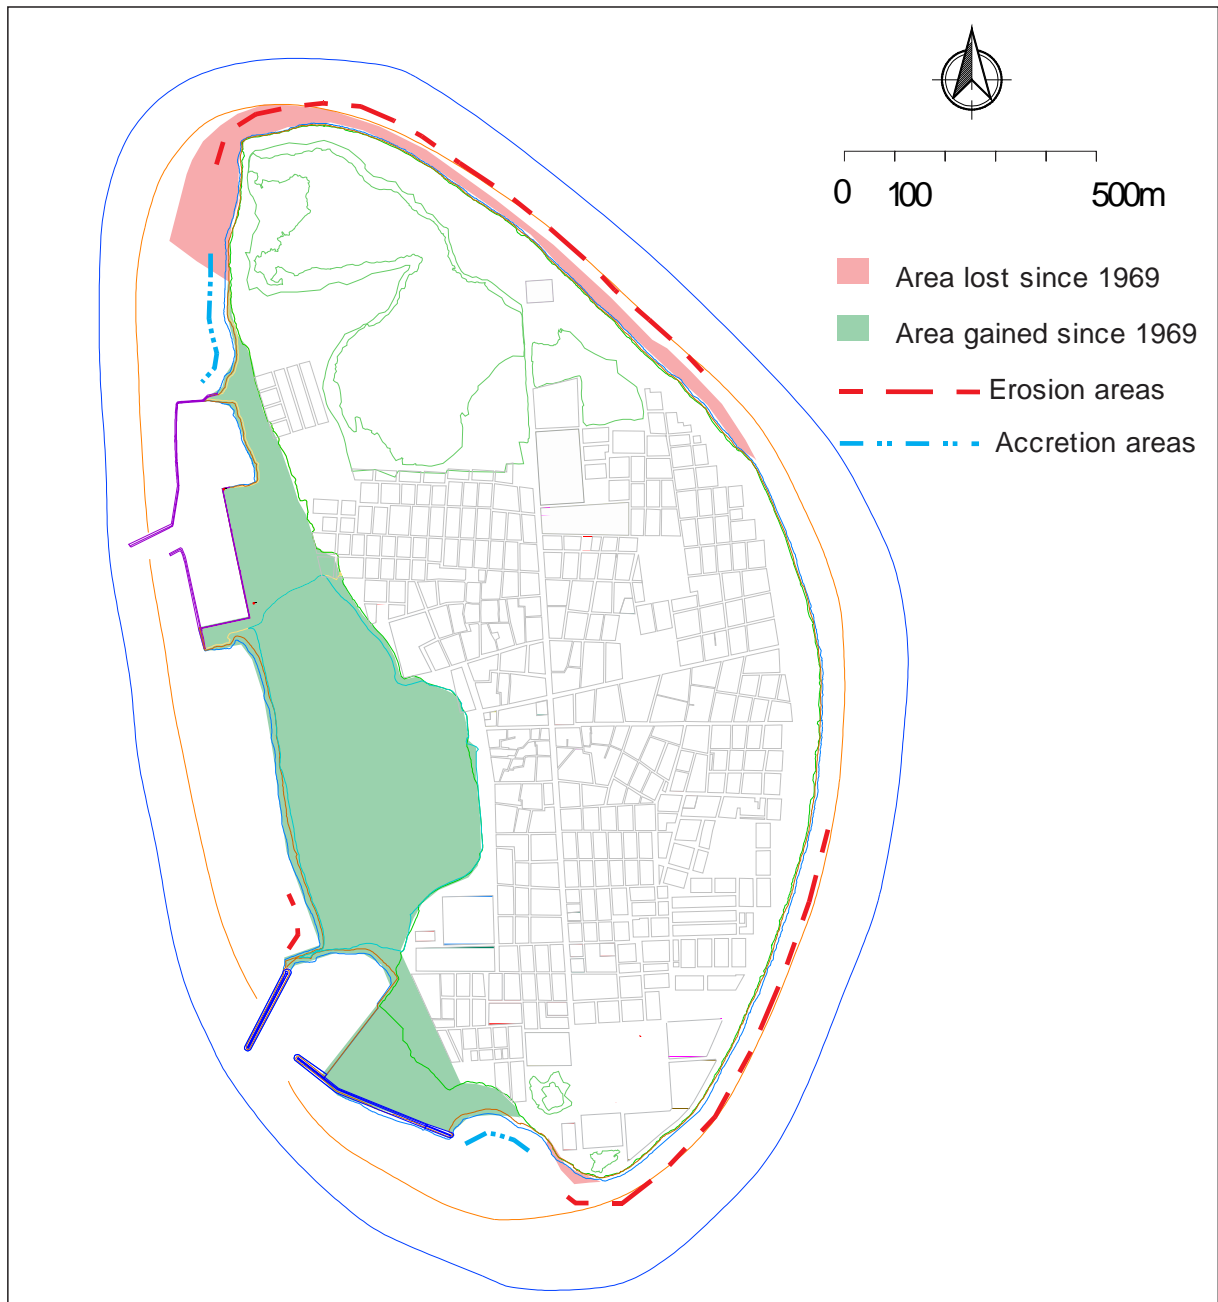 0 100 500m
Area lost since 1969
Area gained since 1969
Erosion areas
Accretion areas